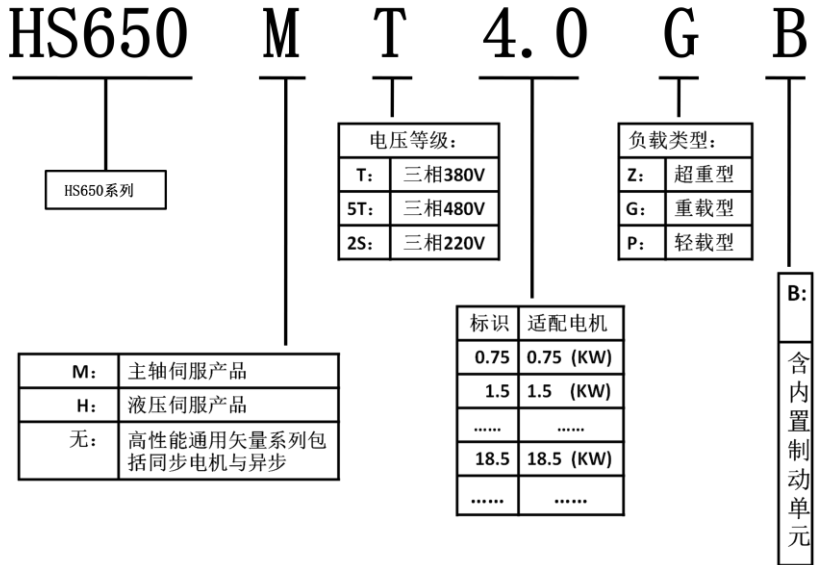 HS650 M T 4.0 G B
HS650系列
电压等级：
T： 三相380V
5T： 三相480V
2S： 三相220V
负载类型：
Z： 超重型
G： 重载型
P： 轻载型
B:
含内置制动单元
标识 适配电机
0.75 0.75 (KW)
1.5 1.5 (KW)
…… ……
18.5 18.5 (KW)
…… ……
M： 主轴伺服产品
H： 液压伺服产品
无： 高性能通用矢量系列包
括同步电机与异步